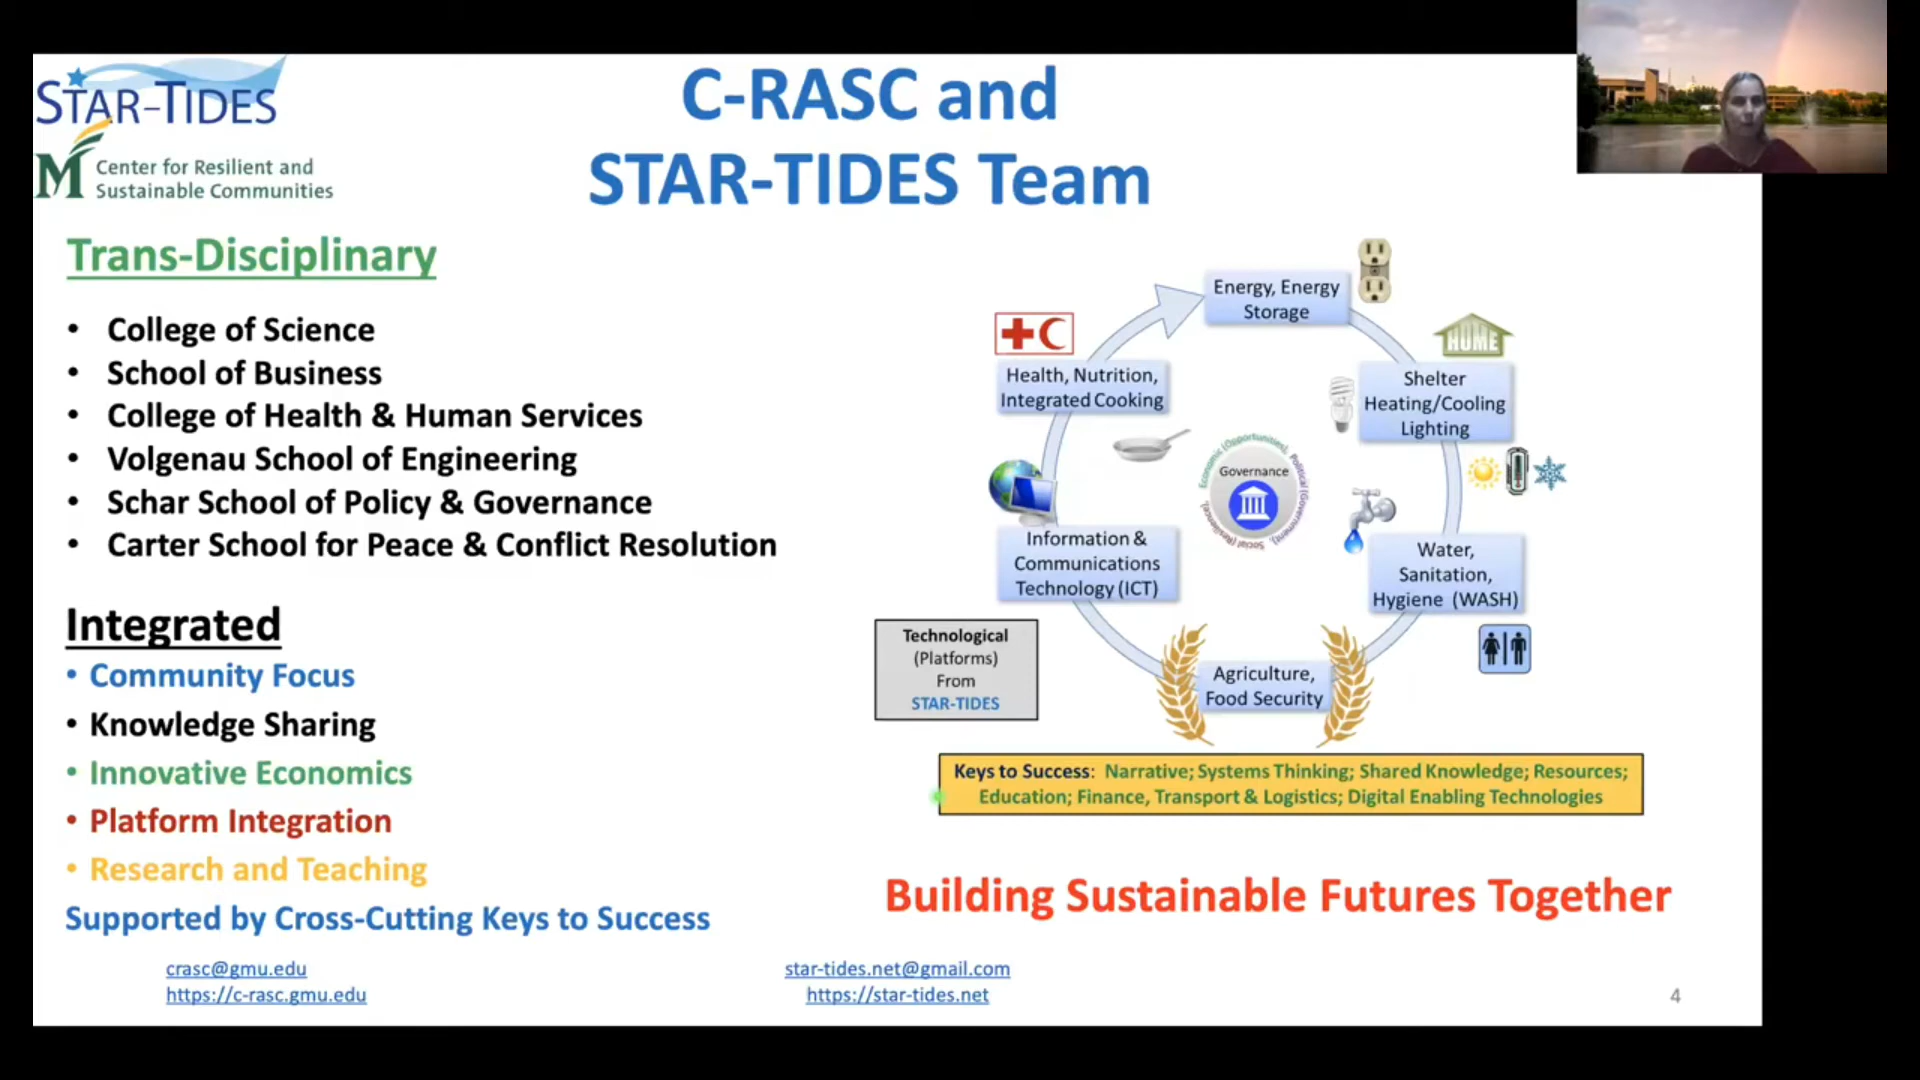 STAR-TIDES
M Center for Resilient and
Sustainable Communities
C-RASC and
STAR-TIDES Team
Trans-Disciplinary
• College of Science
• School of Business
• College of Health & Human Services
• Volgenau School of Engineering
• Schar School of Policy & Governance
• Carter School for Peace & Conflict Resolution
Integrated
• Community Focus
• Knowledge Sharing
• Innovative Economics
• Platform Integration
• Research and Teaching
Supported by Cross-Cutting Keys to Success
crasc@gmu.edu
https://c-rasc.gmu.edu
Energy, Energy
Storage
HOME
Shelter
Heating/Cooling
Lighting
Water,
Sanitation,
Hygiene (WASH)
Agriculture,
Food Security
Information &
Communications
Technology (ICT)
Health, Nutrition,
Integrated Cooking
Economic (Opportunities),
Political (Government),
Social (Resilience),
Governance
Technological
(Platforms)
From
STAR-TIDES
Keys to Success: Narrative; Systems Thinking; Shared Knowledge; Resources;
Education; Finance, Transport & Logistics; Digital Enabling Technologies
Building Sustainable Futures Together
star-tides.net@gmail.com
https://star-tides.net
4